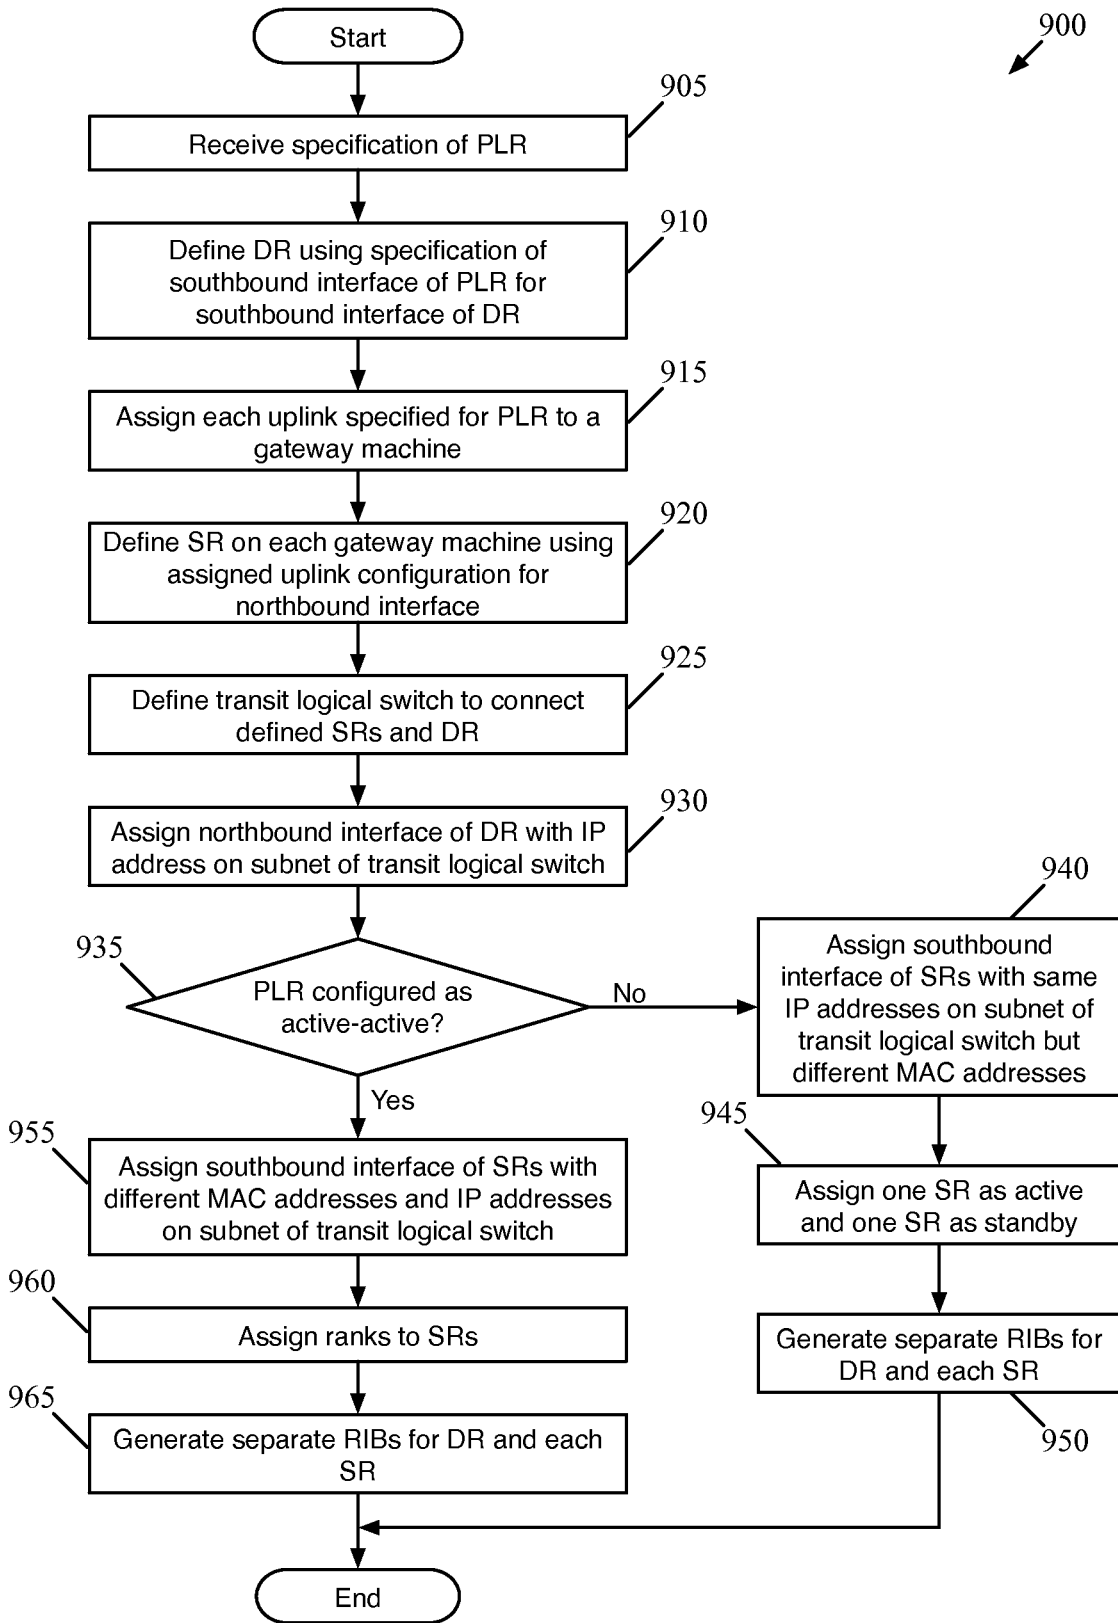 Start
900
905
Receive specification of PLR
910
Define DR using specification of
southbound interface of PLR for
southbound interface of DR
915
Assign each uplink specified for PLR to a
gateway machine
920
Define SR on each gateway machine using
assigned uplink configuration for
northbound interface
925
Define transit logical switch to connect
defined SRs and DR
930
Assign northbound interface of DR with IP
address on subnet of transit logical switch
935
PLR configured as
active-active?
No
Yes
940
Assign southbound
interface of SRs with same
IP addresses on subnet of
transit logical switch but
different MAC addresses
945
Assign one SR as active
and one SR as standby
Generate separate RIBs for
DR and each SR
950
955
Assign southbound interface of SRs with
different MAC addresses and IP addresses
on subnet of transit logical switch
960
Assign ranks to SRs
965
Generate separate RIBs for DR and each
SR
End